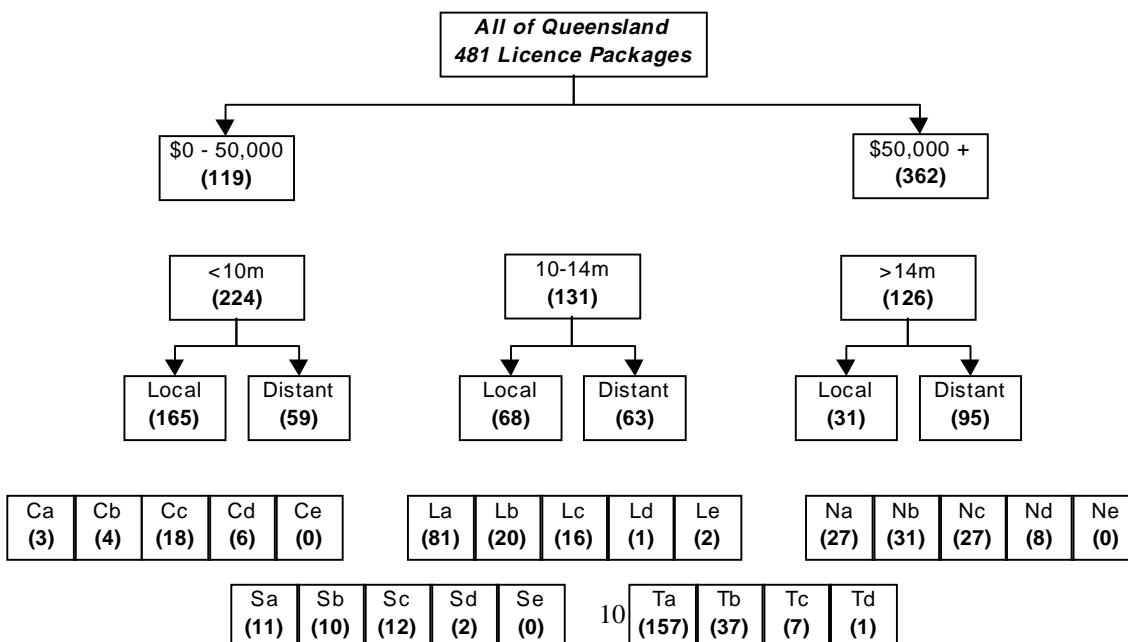 All of Queensland
481 Licence Packages
$0 - 50,000
(119)
$50,000 +
(362)
<10m
(224)
10-14m
(131)
>14m
(126)
Local
(165)
Distant
(59)
Local
(68)
Distant
(63)
Local
(31)
Distant
(95)
Ca Cb Cc Cd Ce
(3) (4) (18) (6) (0)
La Lb Lc Ld Le
(81) (20) (16) (1) (2)
Na Nb Nc Nd Ne
(27) (31) (27) (8) (0)
Sa Sb Sc Sd Se
(11) (10) (12) (2) (0)
10
Ta Tb Tc Td
(157) (37) (7) (1)